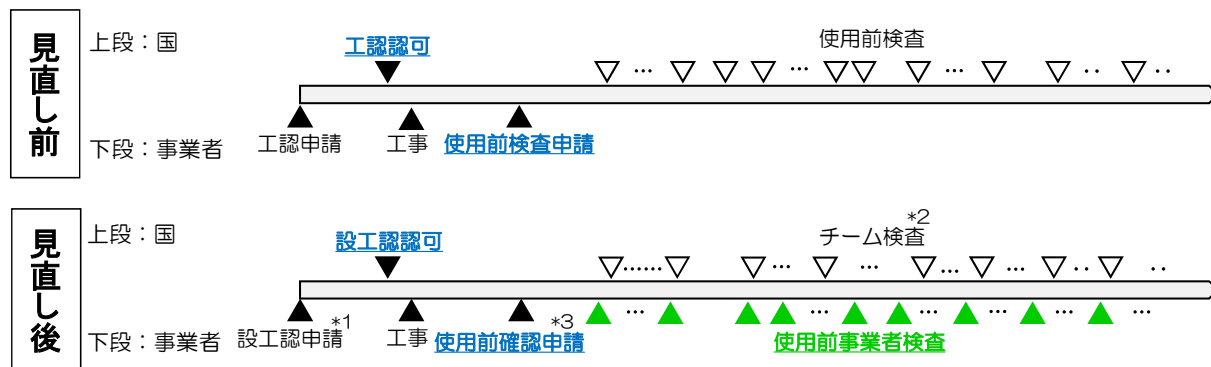 見直し前
上段：国
工認認可
使用前検査
… … … ‥ ‥
下段：事業者
工認申請
工事
使用前検査申請
見直し後
上段：国
設工認認可
チーム検査*2
…… … … … … ‥ ‥
下段：事業者
設工認申請*1
工事
使用前確認申請*3
… … … … … …
使用前事業者検査